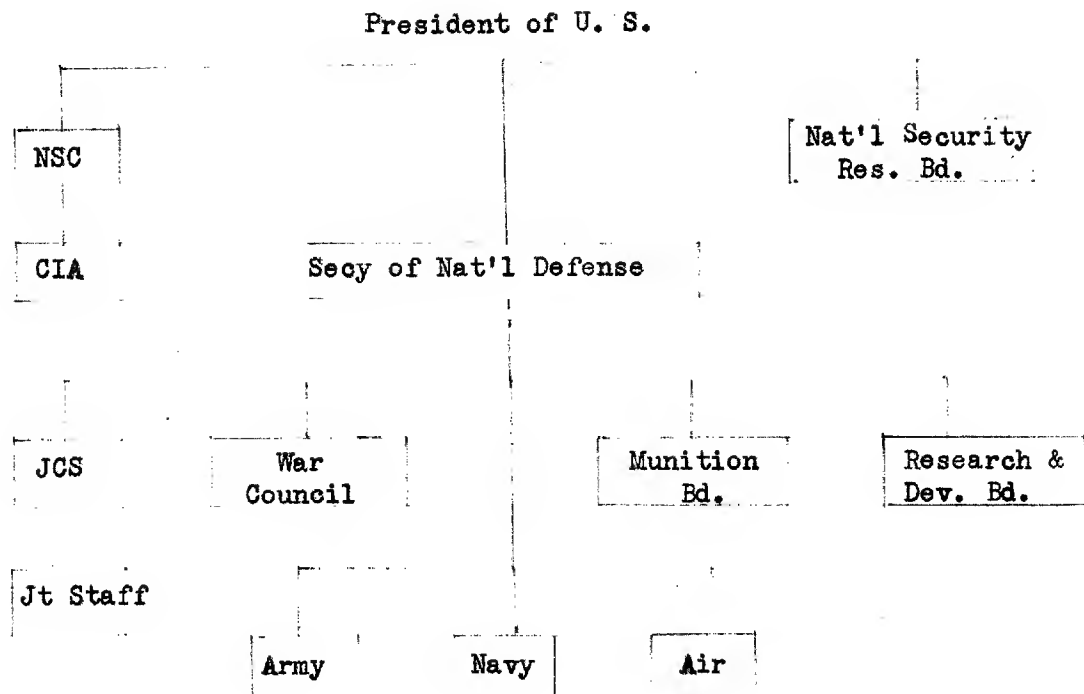 President of U. S.
NSC
Nat'l Security
Res. Bd.
CIA
Secy of Nat'l Defense
JCS
War
Council
Munition
Bd.
Research &
Dev. Bd.
Jt Staff
Army
Navy
Air